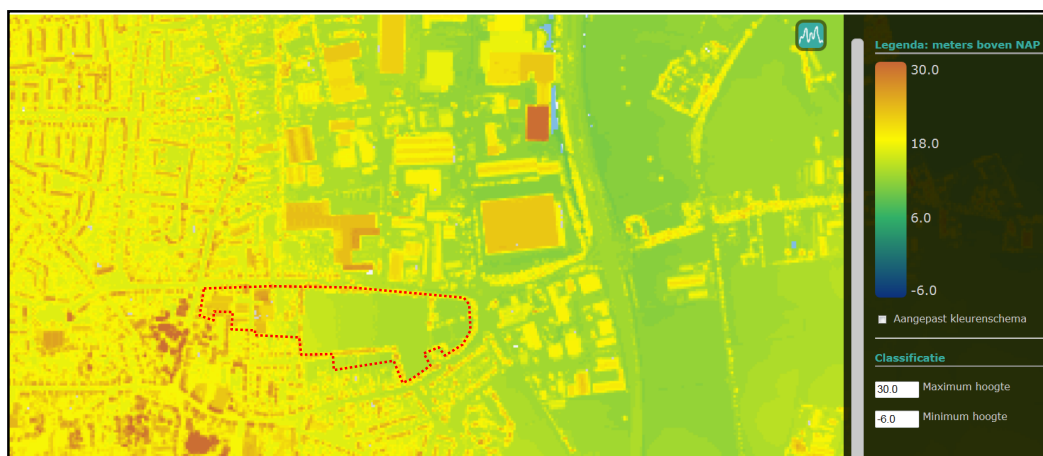 Legenda: meters boven NAP
30.0
18.0
6.0
-6.0
Aangepast kleurenschema
Classificatie
30.0 Maximum hoogte
-6.0 Minimum hoogte